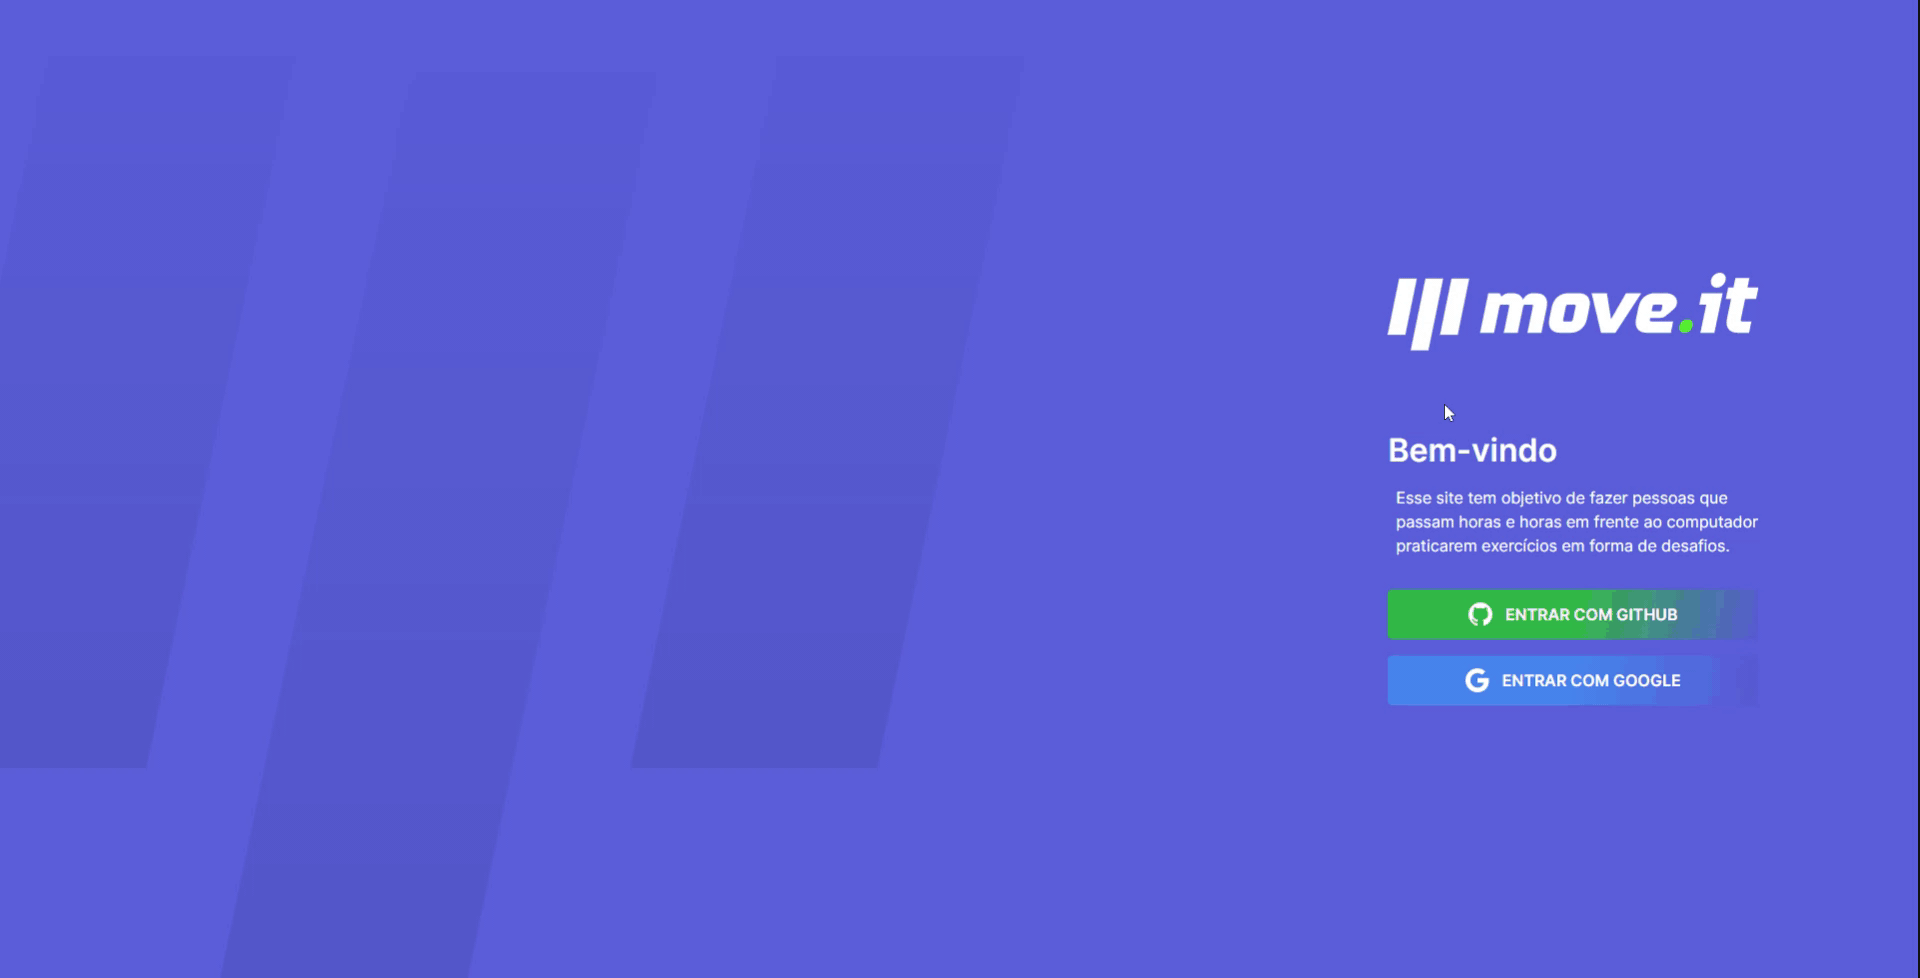 move.it
Bem-vindo
Esse site tem objetivo de fazer pessoas que
passam horas e horas em frente ao computador
praticarem exercícios em forma de desafios.
ENTRAR COM GITHUB
ENTRAR COM GOOGLE